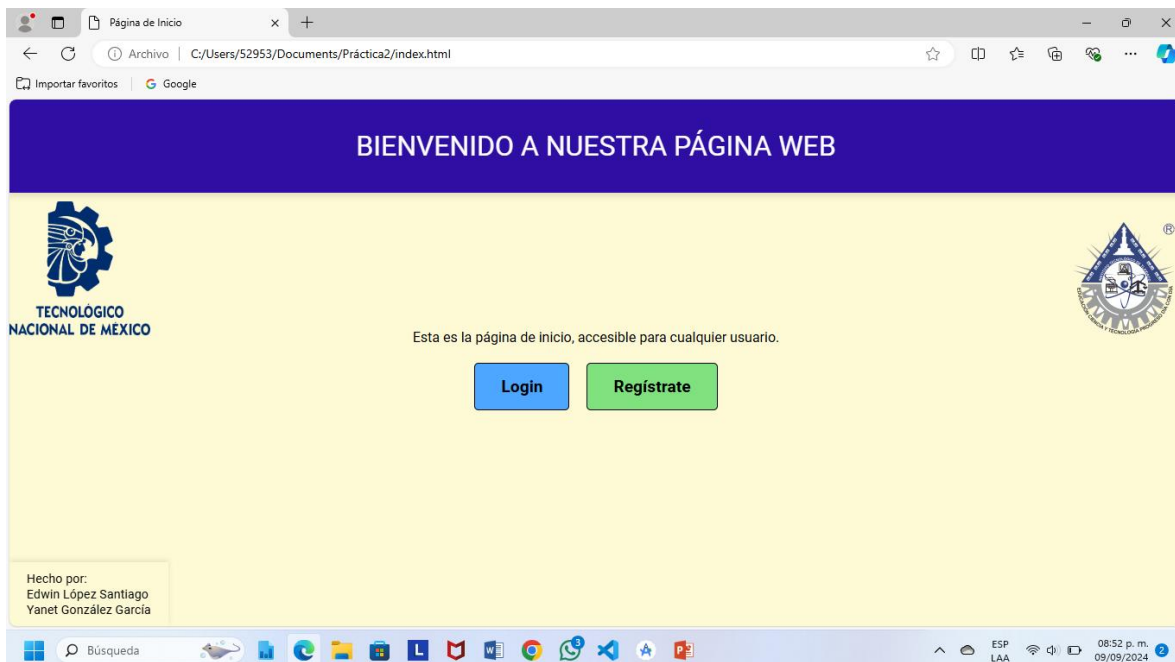 Página de Inicio
Archivo
C:/Users/52953/Documents/Práctica2/index.html
Importar favoritos
Google
BIENVENIDO A NUESTRA PÁGINA WEB
TECNOLÓGICO
NACIONAL DE MÉXICO
®
Esta es la página de inicio, accesible para cualquier usuario.
Login
Regístrate
Hecho por:
Edwin López Santiago
Yanet González García
Búsqueda
L
3
ESP
LAA
08:52 p. m.
09/09/2024
2